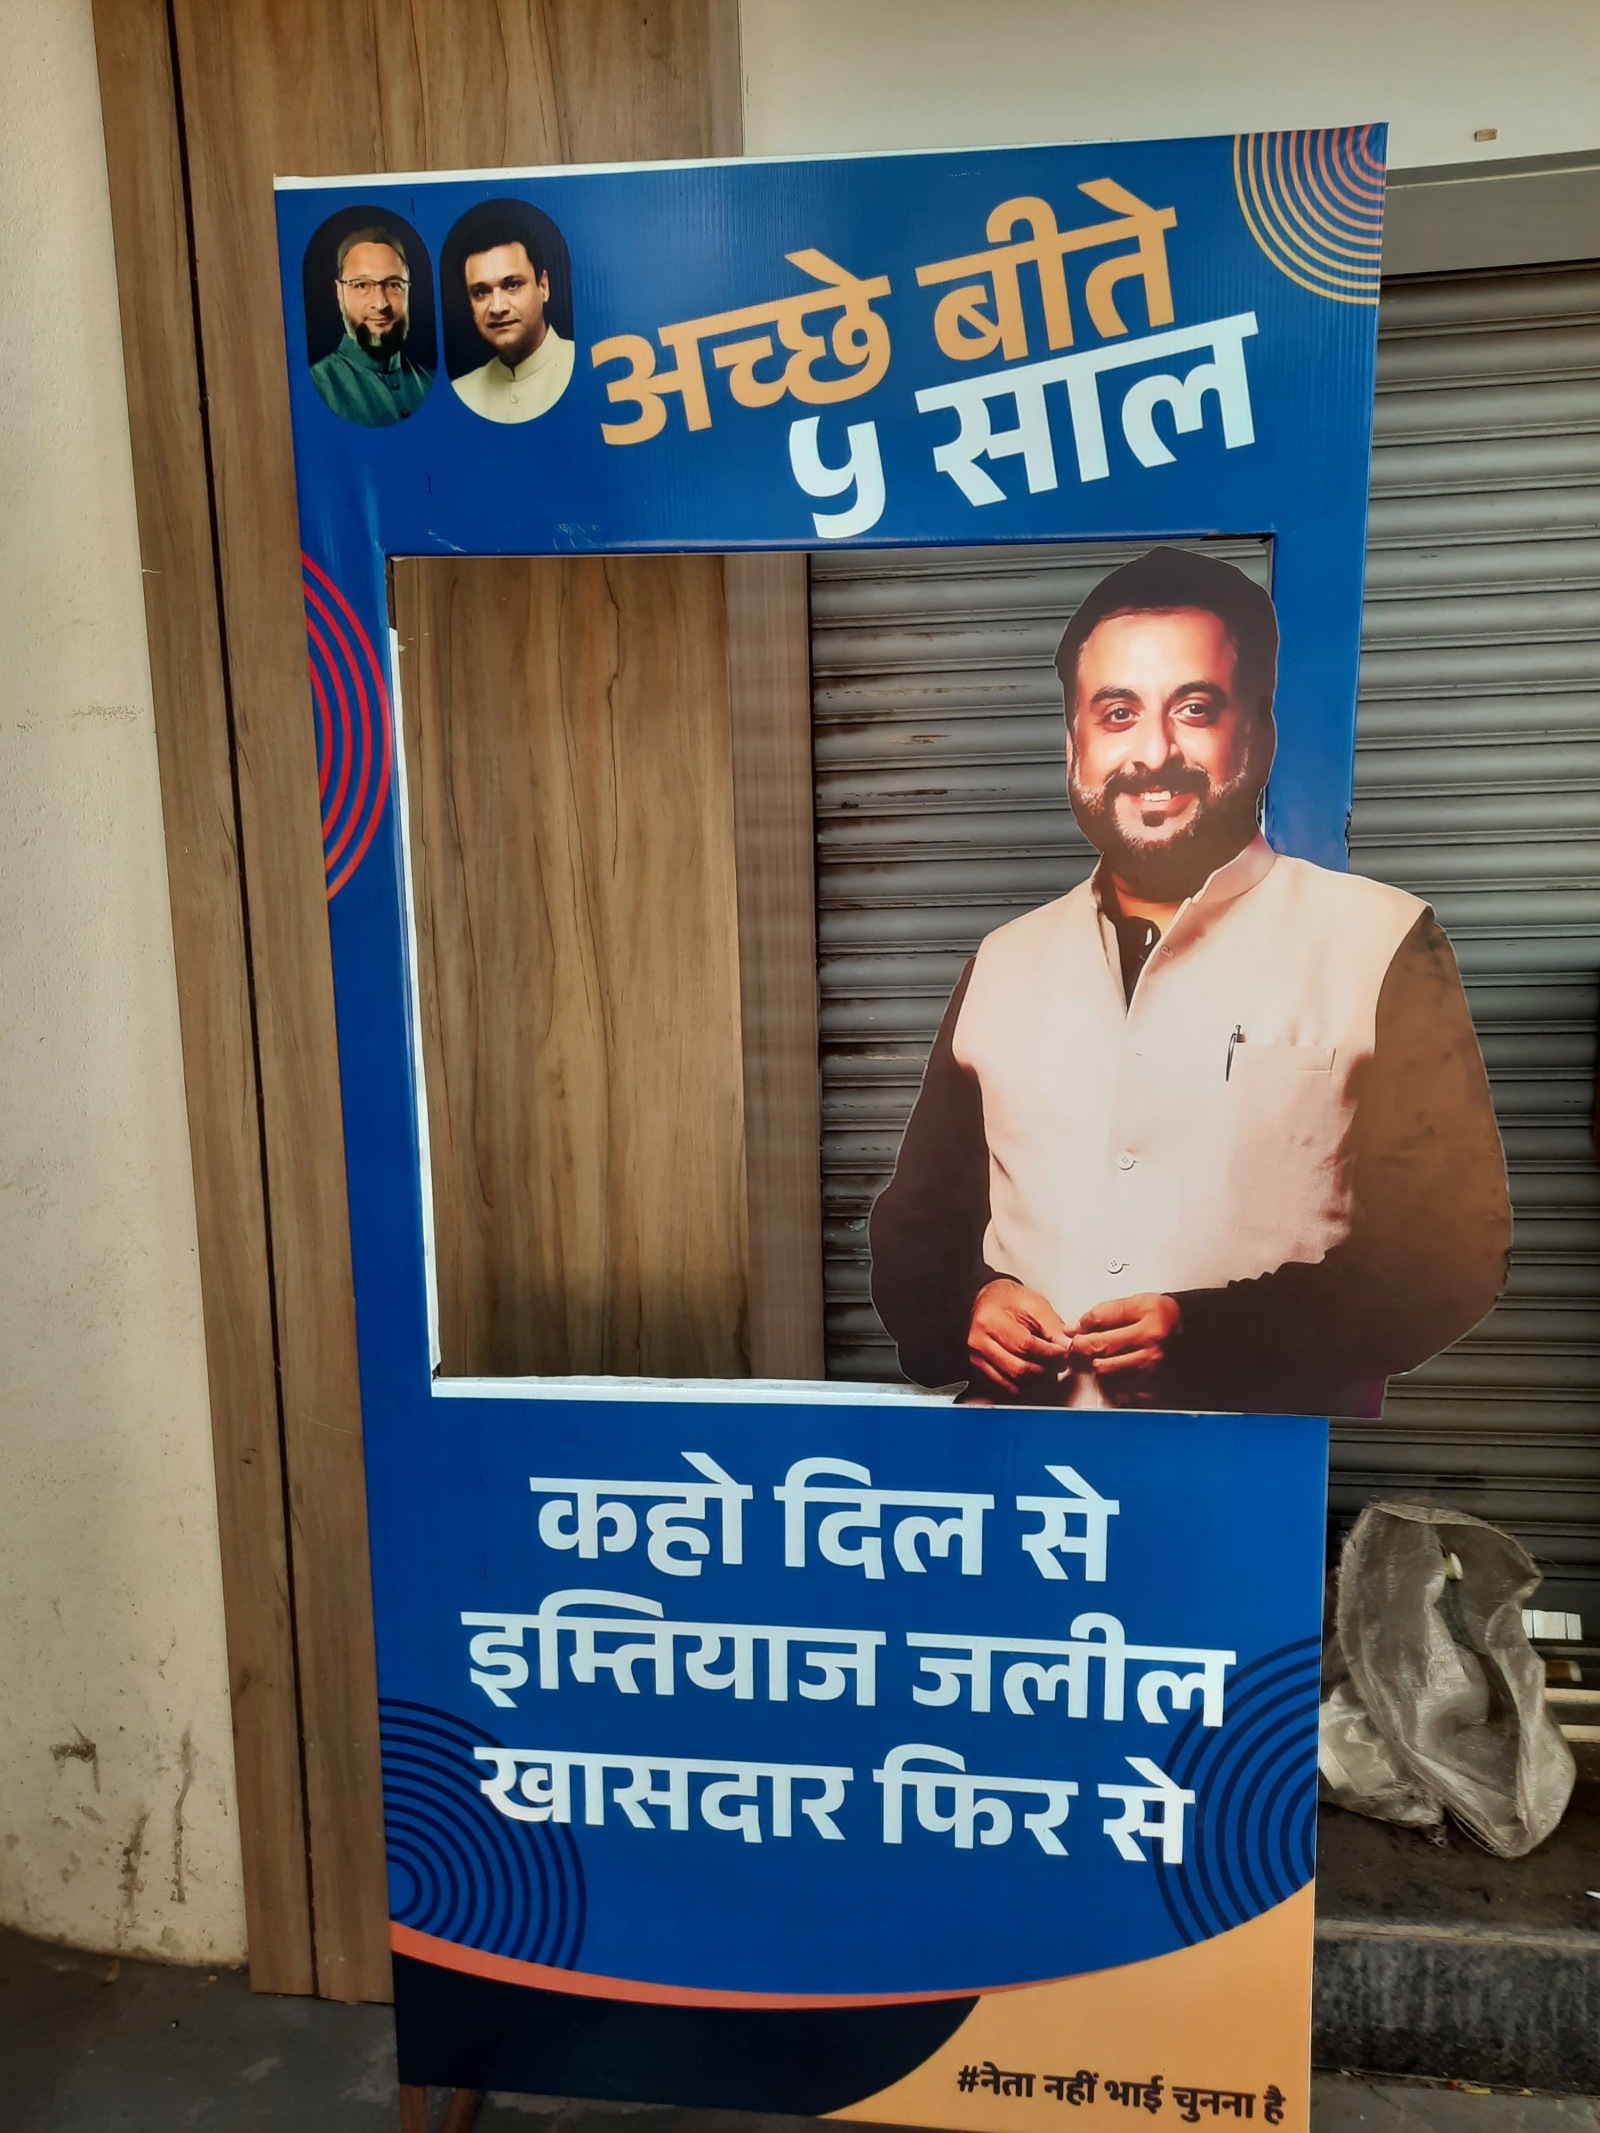 अच्छे बीते
५ साल
कहो दिल से
इम्तियाज जलील
खासदार फिर से
#नेता नहीं भाई चुनना है